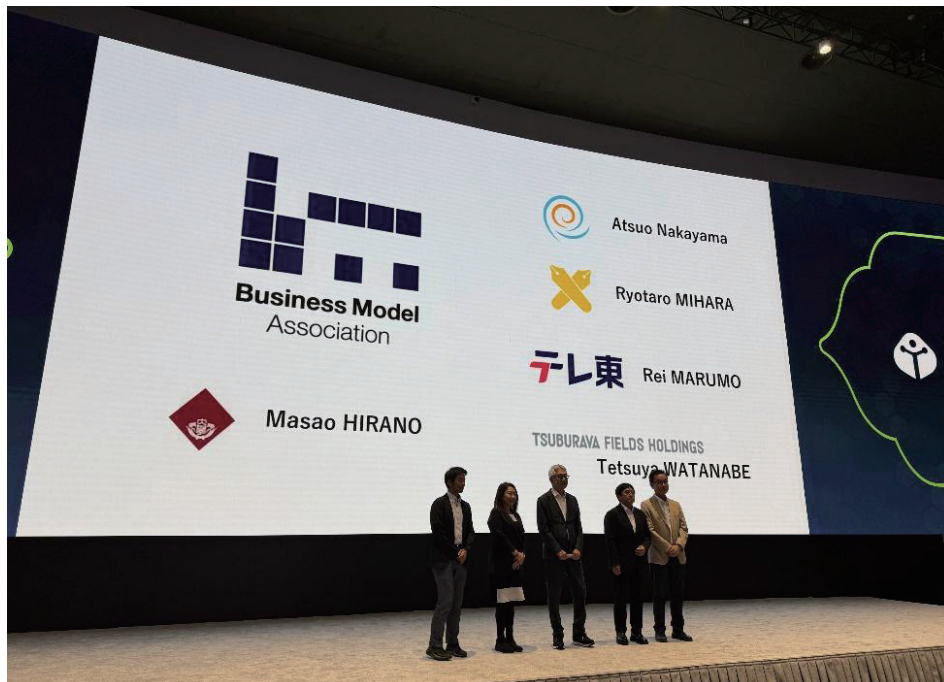 Business Model
Association
Masao HIRANO
Atsuo Nakayama
Ryotaro MIHARA
テレ東
Rei MARUMO
TSUBURAYA FIELDS HOLDINGS
Tetsuya WATANABE